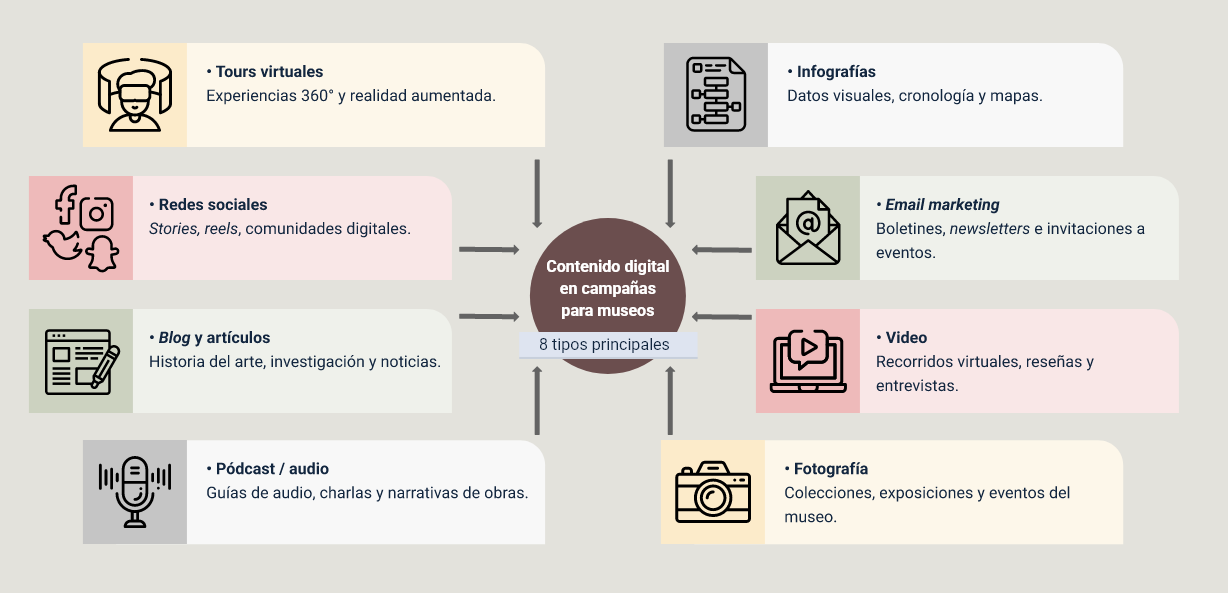 • Tours virtuales
Experiencias 360° y realidad aumentada.
• Infografías
Datos visuales, cronología y mapas.
• Redes sociales
Stories, reels, comunidades digitales.
• Email marketing
Boletines, newsletters e invitaciones a
eventos.
Contenido digital
en campañas
para museos
8 tipos principales
• Blog y artículos
Historia del arte, investigación y noticias.
• Video
Recorridos virtuales, reseñas y
entrevistas.
• Pódcast / audio
Guías de audio, charlas y narrativas de obras.
• Fotografía
Colecciones, exposiciones y eventos del
museo.